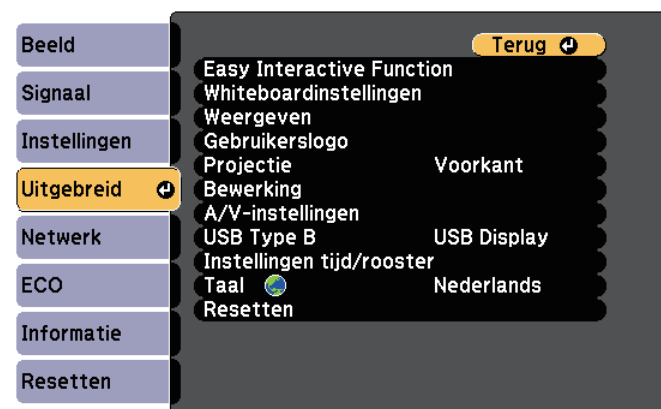 Beeld
Signaal
Instellingen
Uitgebreid
Netwerk
ECO
Informatie
Resetten
Terug
Easy Interactive Function
Whiteboardinstellingen
Weergeven
Gebruikerslogo
Projectie Voorkant
Bewerking
A/V-instellingen
USB Type B USB Display
Instellingen tijd/rooster
Taal Nederlands
Resetten